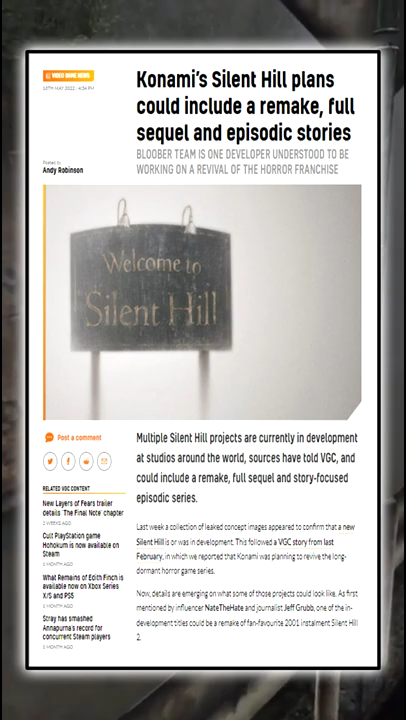 VIDEO GAME NEWS
16TH MAY 2022 / 4:34 PM
Konami's Silent Hill plans
could include a remake, full
sequel and episodic stories
BLOOBER TEAM IS ONE DEVELOPER UNDERSTOOD TO BE
WORKING ON A REVIVAL OF THE HORROR FRANCHISE
Posted by
Andy Robinson
Welcome to
Silent Hill
Post a comment
Multiple Silent Hill projects are currently in development
at studios around the world, sources have told VGC, and
could include a remake, full sequel and story-focused
episodic series.
Last week a collection of leaked concept images appeared to confirm that a new
Silent Hill is or was in development. This followed a VGC story from last
February, in which we reported that Konami was planning to revive the long-
dormant horror game series.
Now, details are emerging on what some of those projects could look like. As first
mentioned by influencer NateTheHate and journalist Jeff Grubb, one of the in-
development titles could be a remake of fan-favourite 2001 instalment Silent Hill
2.
RELATED VGC CONTENT
New Layers of Fears trailer
details 'The Final Note' chapter
2 WEEKS AGO
Cult PlayStation game
Hohokum is now available on
Steam
1 MONTH AGO
What Remains of Edith Finch is
available now on Xbox Series
X/S and PS5
1 MONTH AGO
Stray has smashed
Annapurna's record for
concurrent Steam players
1 MONTH AGO